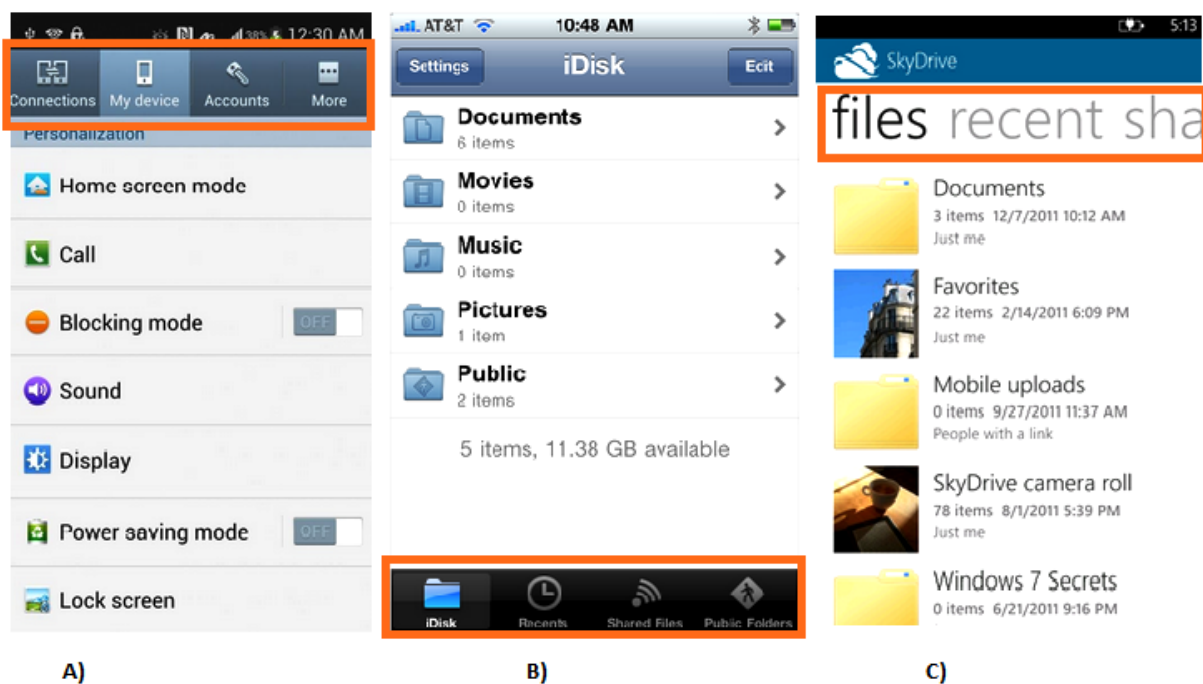 38% 12:30 AM
Connections My device Accounts More
Personalization
Home screen mode
Call
Blocking mode OFF
Sound
Display
Power saving mode OFF
Lock screen
A)
AT&T 10:48 AM
Settings iDisk Edit
Documents
6 items
Movies
0 items
Music
0 items
Pictures
1 item
Public
2 items
5 items, 11.38 GB available
iDisk Recents Shared Files Public Folders
B)
5:13
SkyDrive
files recent sha
Documents
3 items 12/7/2011 10:12 AM
Just me
Favorites
22 items 2/14/2011 6:09 PM
Just me
Mobile uploads
0 items 9/27/2011 11:37 AM
People with a link
SkyDrive camera roll
78 items 8/1/2011 5:39 PM
Just me
Windows 7 Secrets
0 items 6/21/2011 9:16 PM
C)